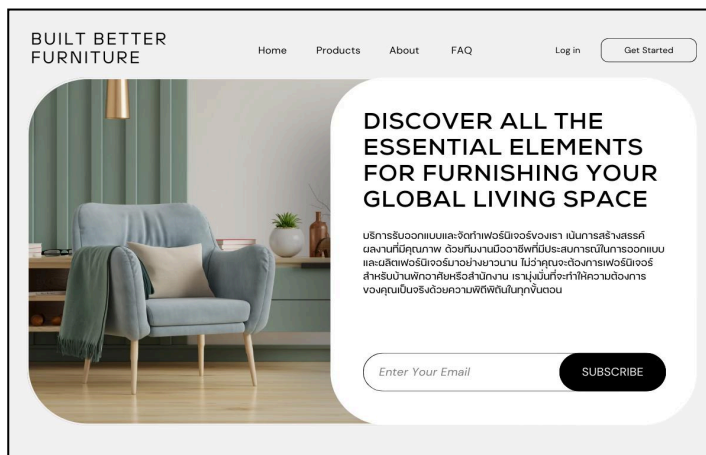 BUILT BETTER
FURNITURE
Home
Products
About
FAQ
Log in
Get Started
DISCOVER ALL THE
ESSENTIAL ELEMENTS
FOR FURNISHING YOUR
GLOBAL LIVING SPACE
บริการรับออกแบบและจัดทำเฟอร์นิเจอร์ของเรา เน้นการสร้างสรรค์
ผลงานที่มีคุณภาพ ด้วยทีมงานมืออาชีพที่มีประสบการณ์ในการออกแบบ
และผลิตเฟอร์นิเจอร์มาอย่างยาวนาน ไม่ว่าคุณจะต้องการเฟอร์นิเจอร์
สำหรับบ้านพักอาศัยหรือสำนักงาน เรามุ่งมั่นที่จะทำให้ความต้องการ
ของคุณเป็นจริงด้วยความพิถีพิถันในทุกขั้นตอน
Enter Your Email
SUBSCRIBE